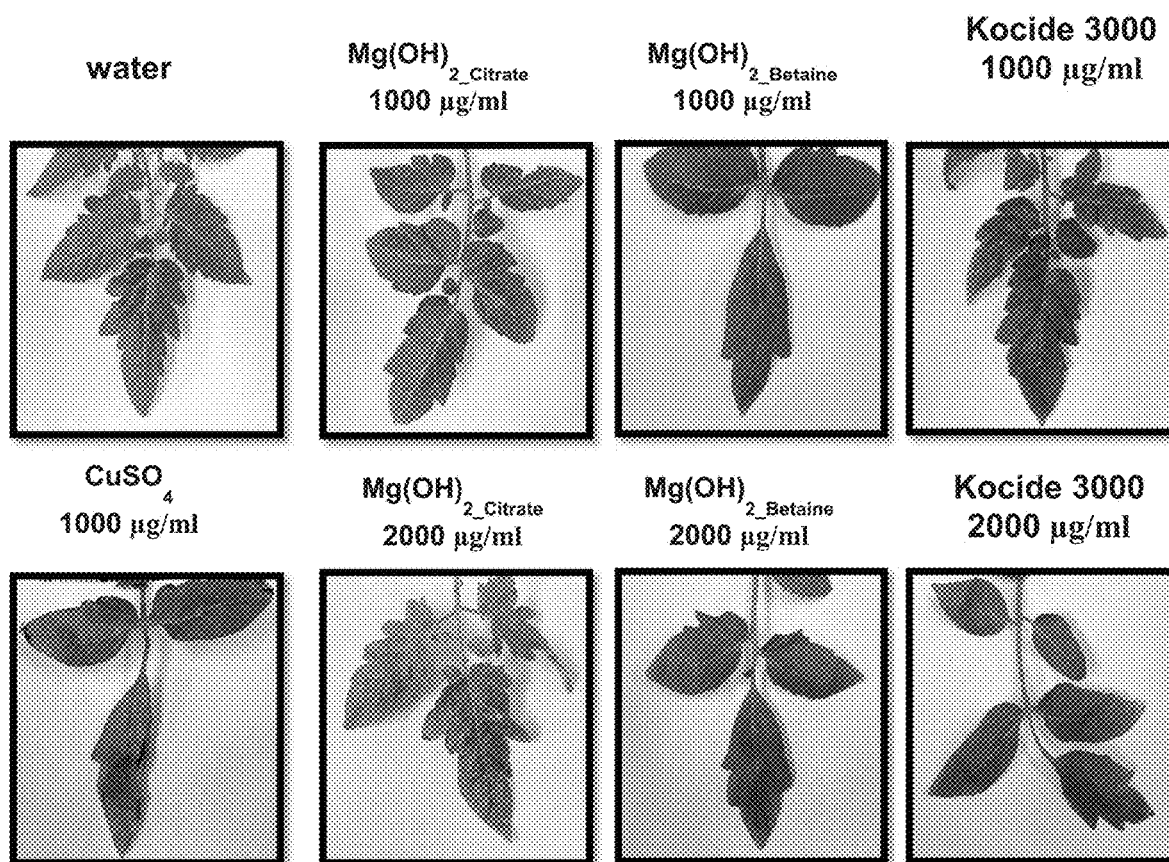 water
Mg(OH)2_Citrate
1000 µg/ml
Mg(OH)2_Betaine
1000 µg/ml
Kocide 3000
1000 µg/ml
CuSO4
1000 µg/ml
Mg(OH)2_Citrate
2000 µg/ml
Mg(OH)2_Betaine
2000 µg/ml
Kocide 3000
2000 µg/ml